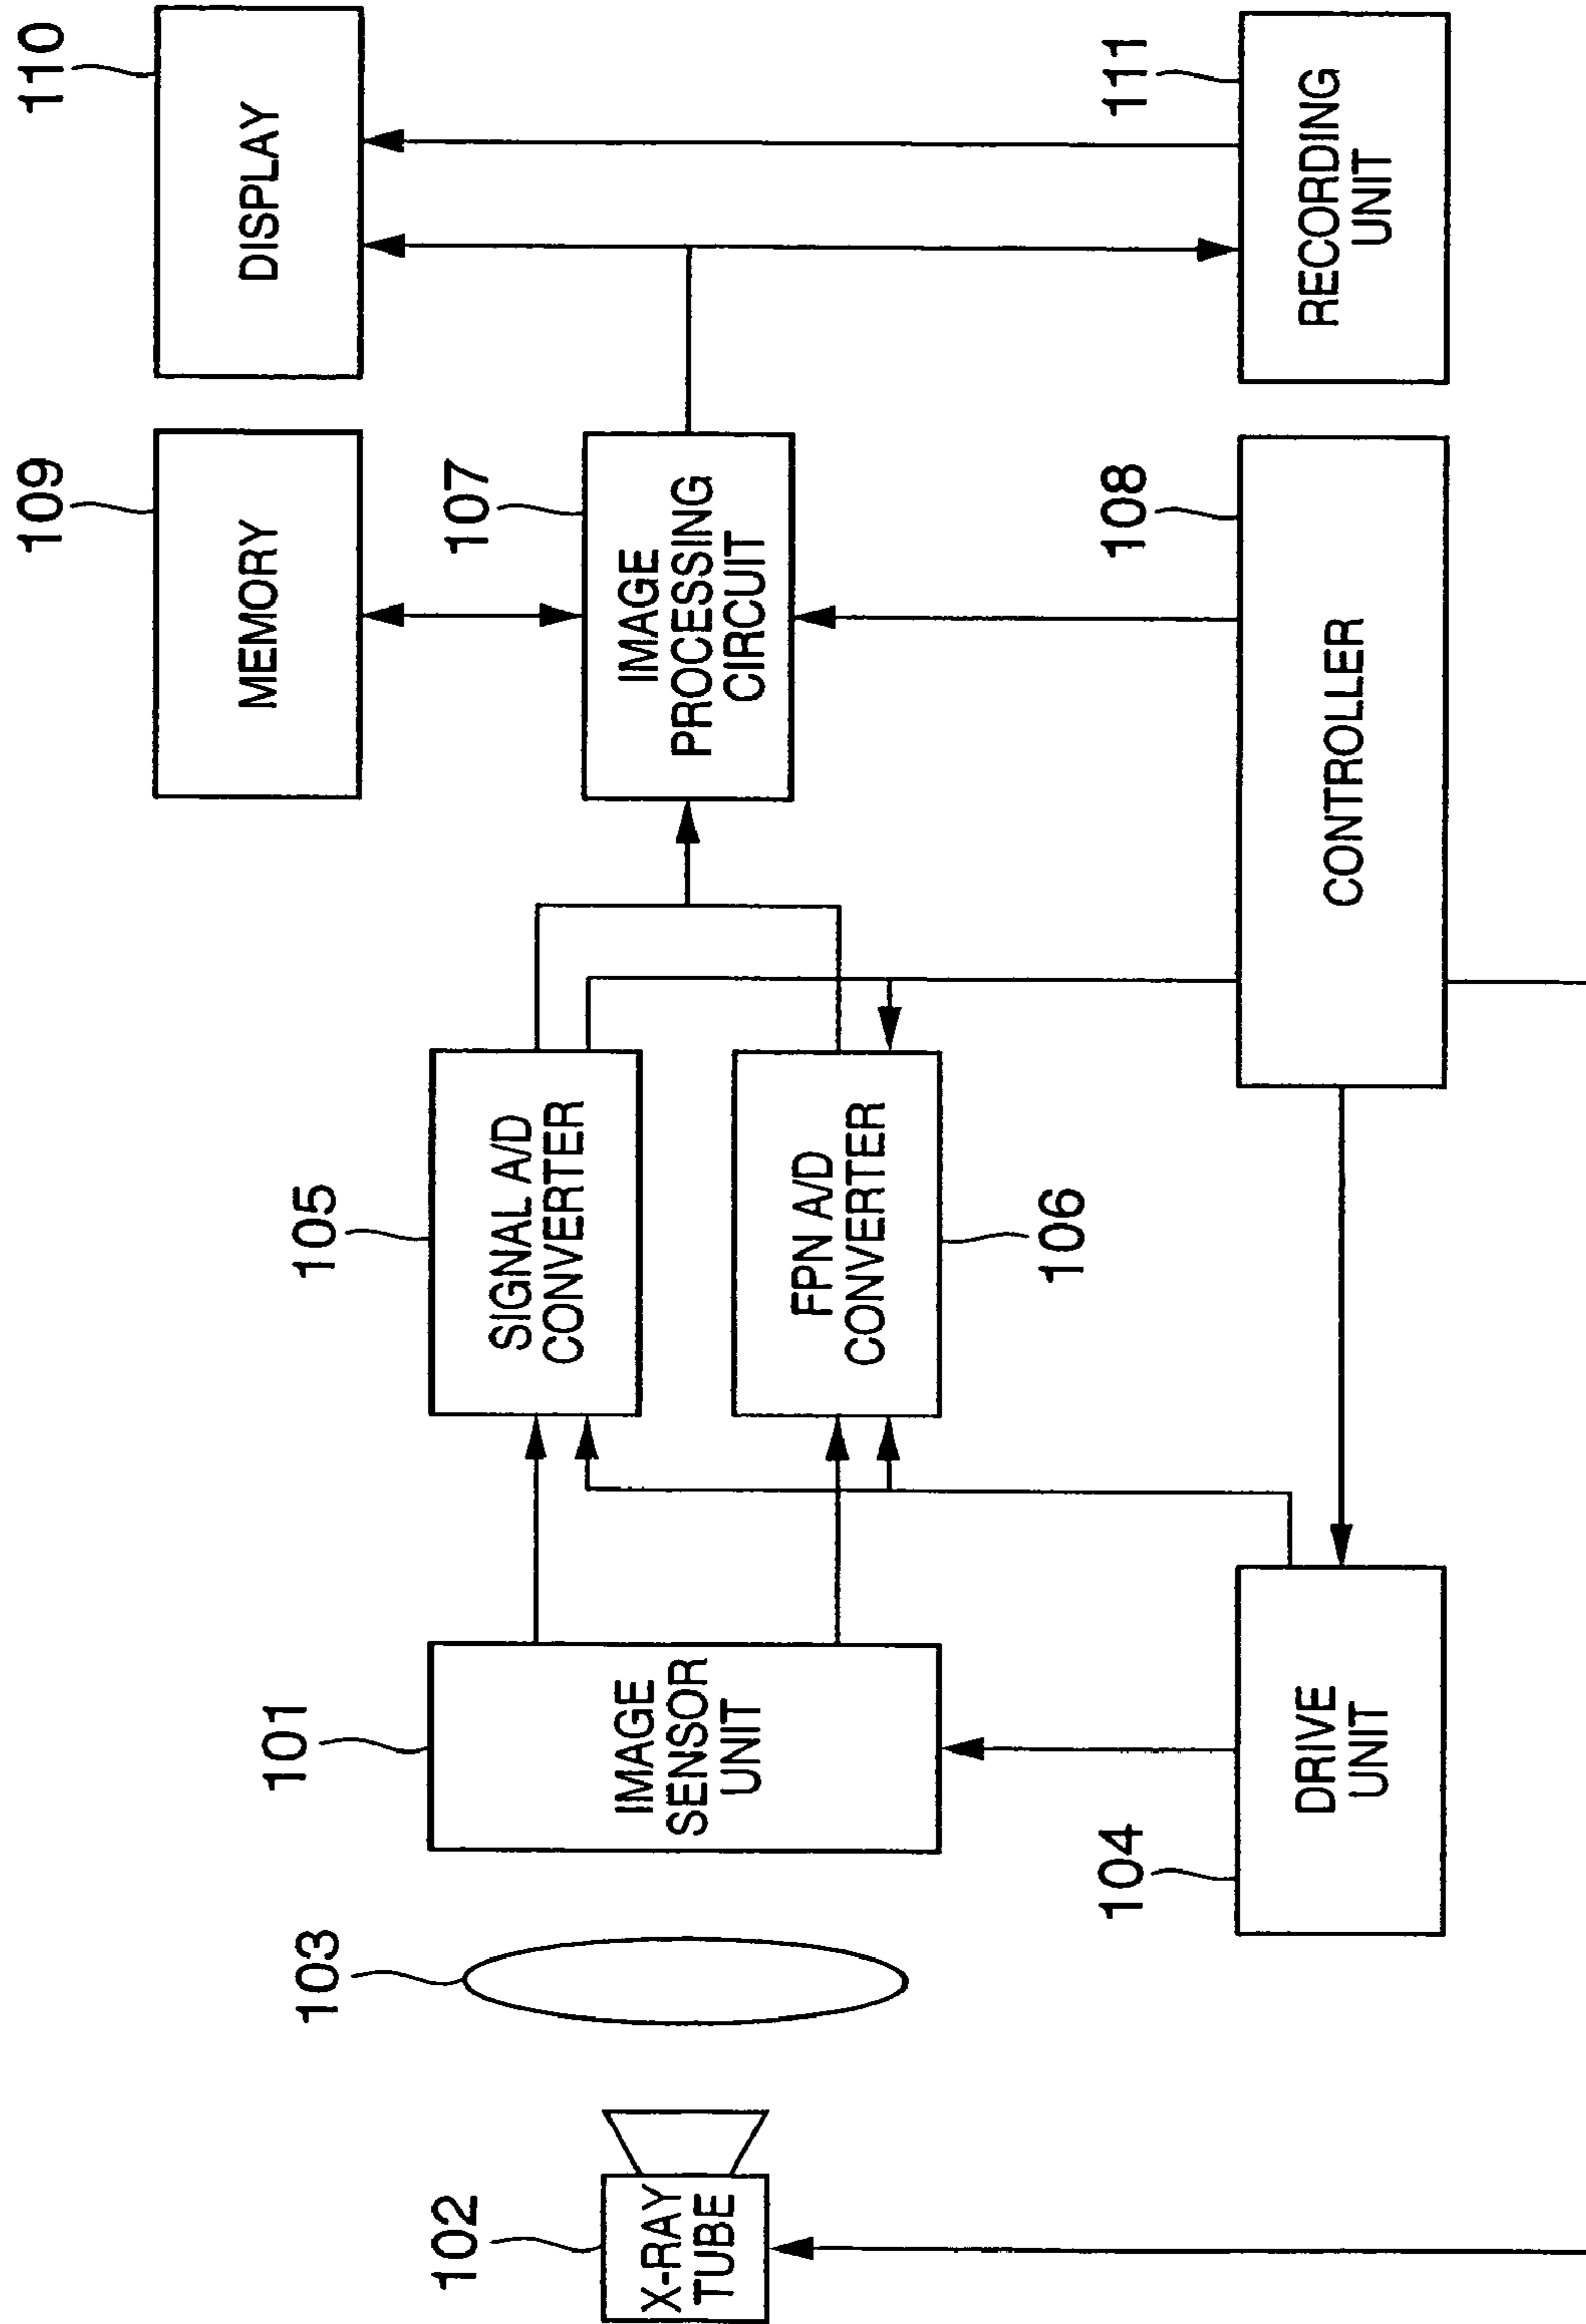 102
X-RAY
TUBE
103
101
IMAGE
SENSOR
UNIT
104
DRIVE
UNIT
105
SIGNAL A/D
CONVERTER
FPN A/D
CONVERTER
106
109
MEMORY
107
IMAGE
PROCESSING
CIRCUIT
108
CONTROLLER
110
DISPLAY
111
RECORDING
UNIT